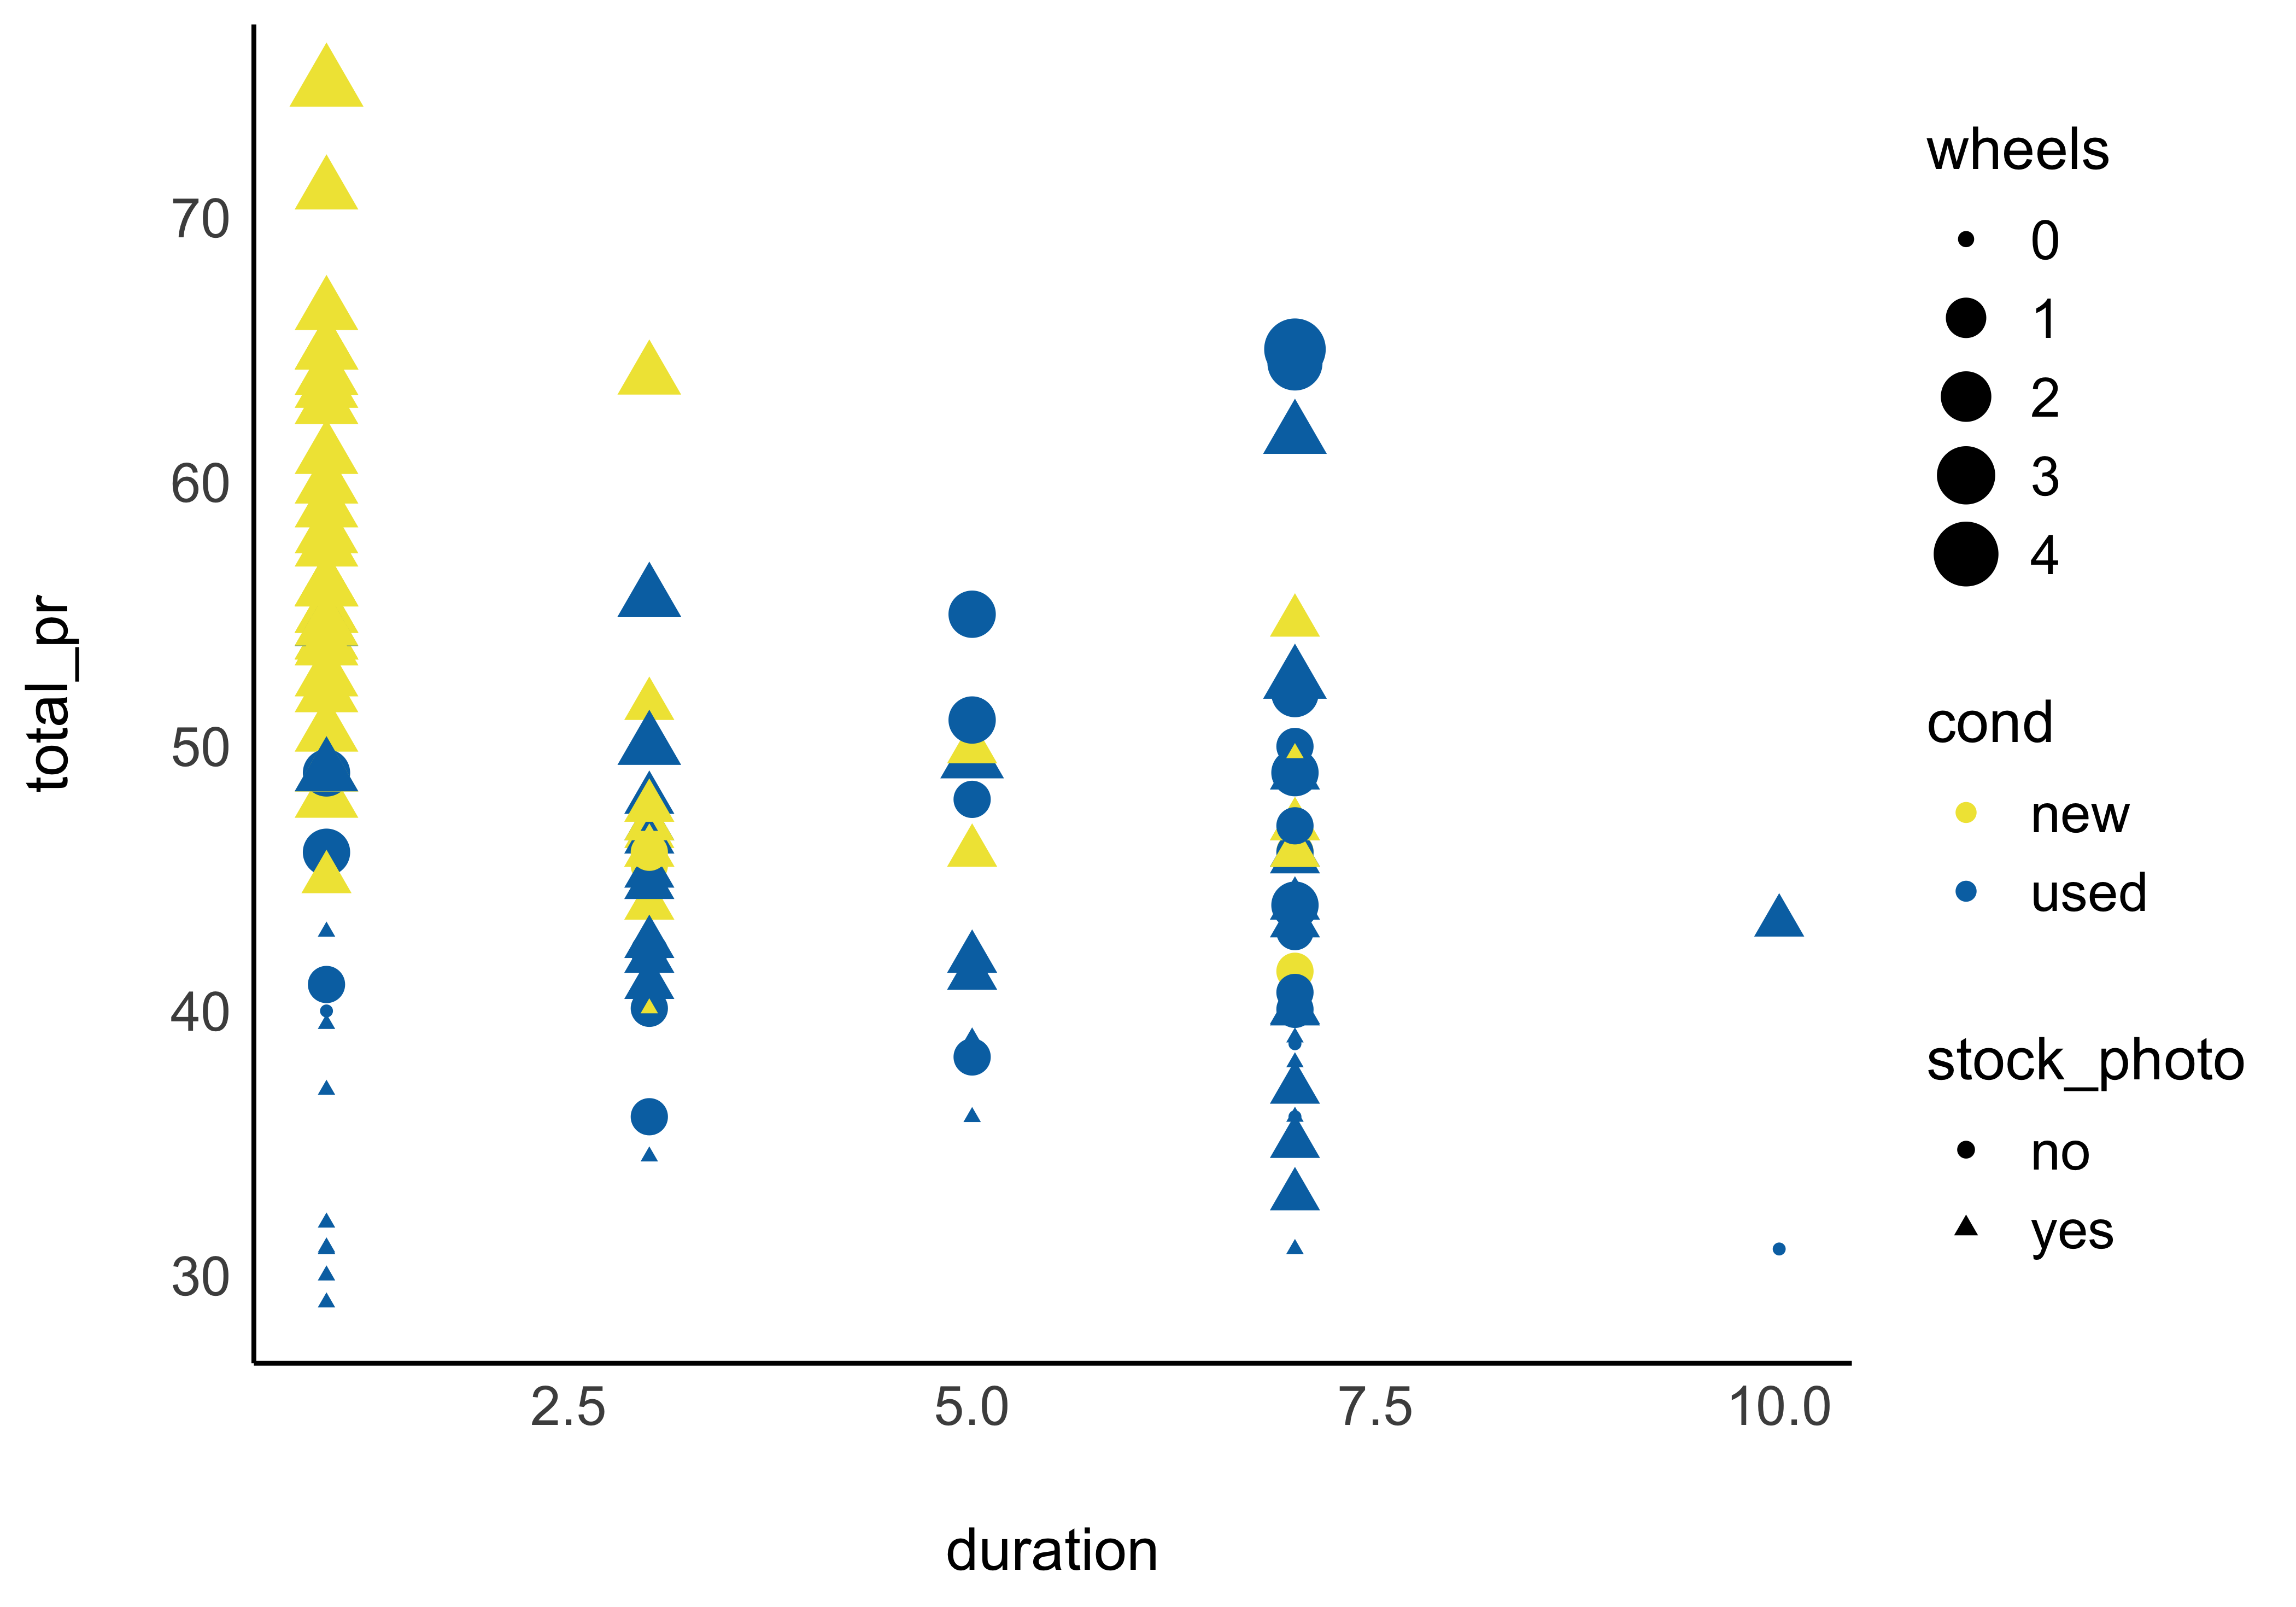 total_pr
70
60
50
40
30
2.5 5.0 7.5 10.0
duration
wheels
0
1
2
3
4
cond
new
used
stock_photo
no
yes